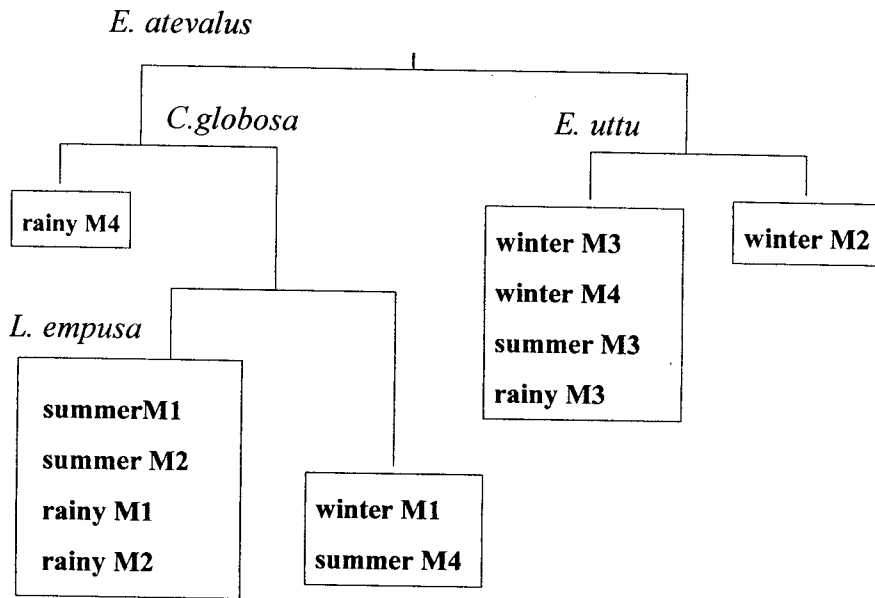 E. atevalus
C.globosa
E. uttu
rainy M4
winter M3
winter M4
summer M3
rainy M3
winter M2
L. empusa
summerM1
summer M2
rainy M1
rainy M2
winter M1
summer M4